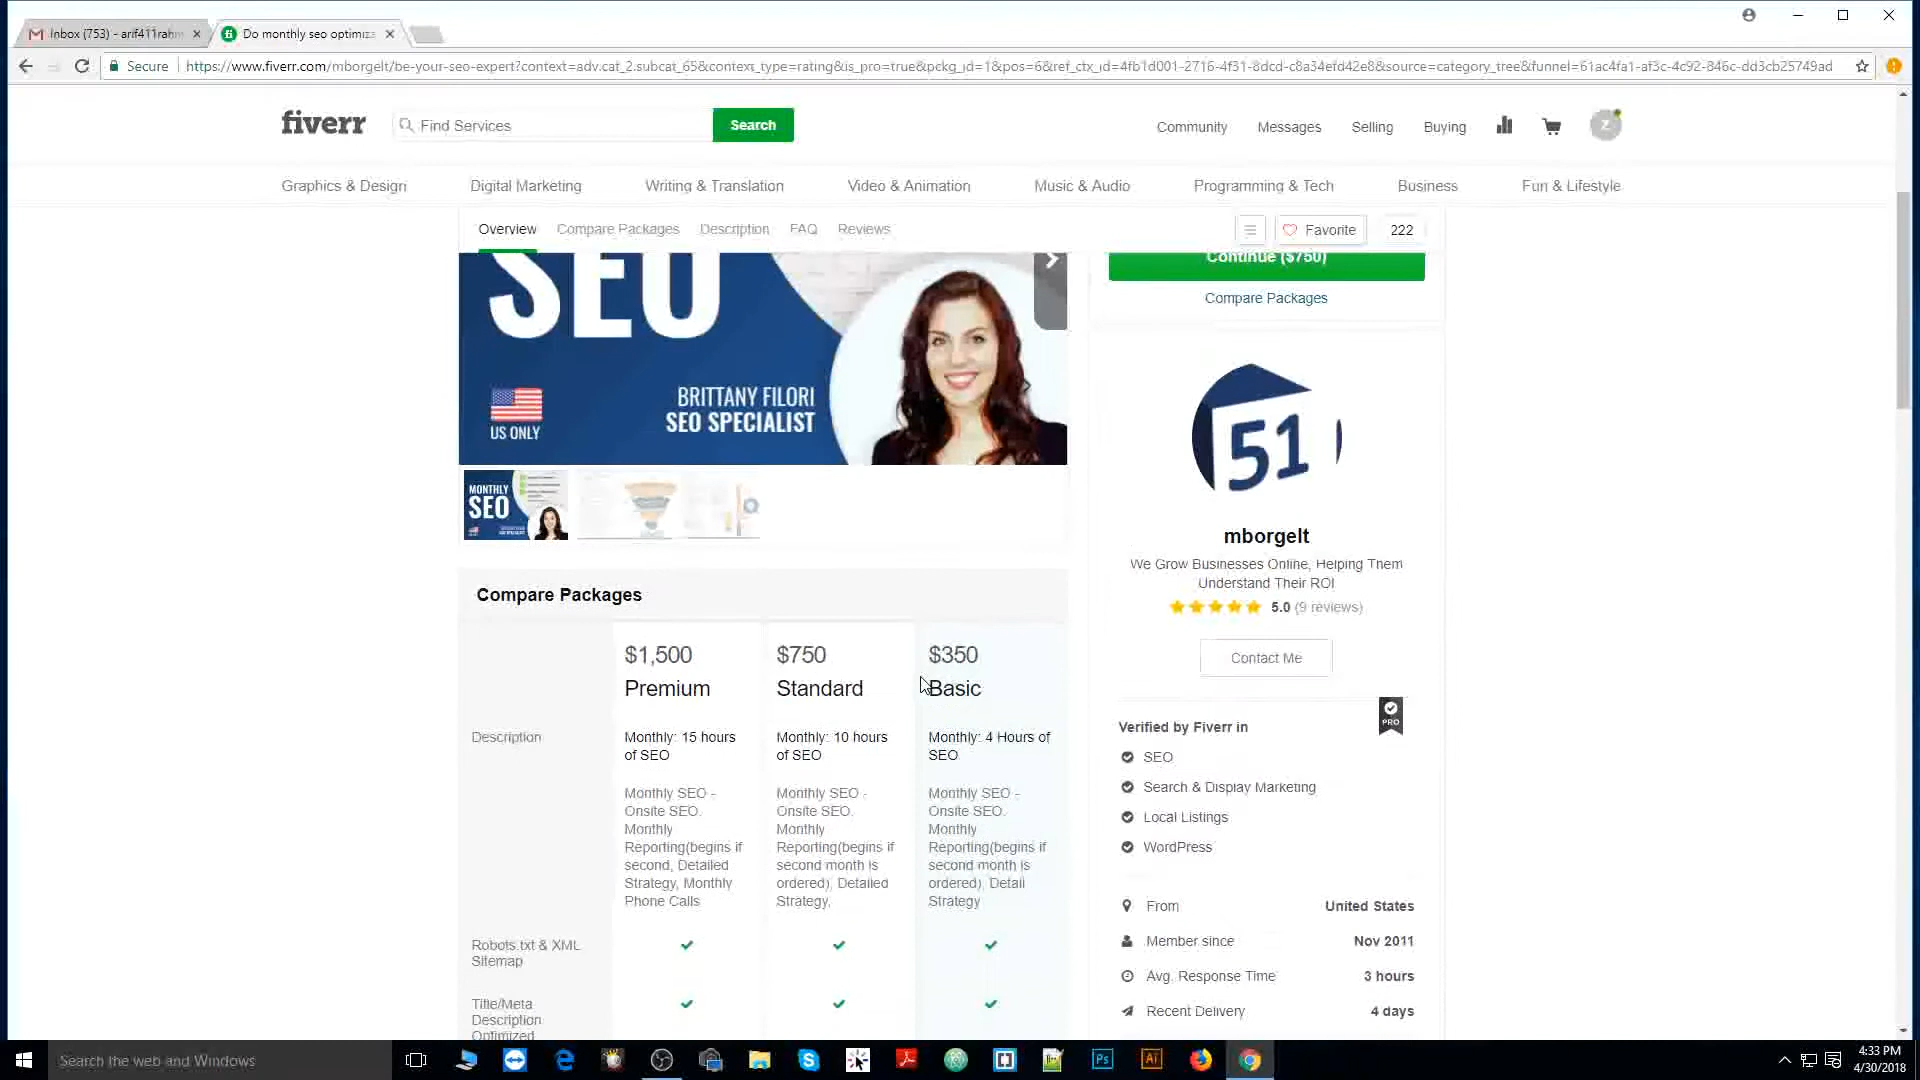 Inbox (753) - arif411rahm
Do monthly seo optimiza
Secure
https://www.fiverr.com/mborgelt/be-your-seo-expert?context=adv.cat_2.subcat_65&context_type=rating&is_pro=true&pckg_id=1&pos=6&ref_ctx_id=4fb1d001-2716-4f31-8dcd-c8a34efd42e8&source=category_tree&funnel=61ac4fa1-af3c-4c92-846c-dd3cb25749ad
fiverr
Find Services
Search
Community
Messages
Selling
Buying
Z
Graphics & Design
Digital Marketing
Writing & Translation
Video & Animation
Music & Audio
Programming & Tech
Business
Fun & Lifestyle
Overview
Compare Packages
Description
FAQ
Reviews
Favorite
222
SEO
US ONLY
BRITTANY FILORI
SEO SPECIALIST
MONTHLY
SEO
Continue ($750)
Compare Packages
51
mborgelt
We Grow Businesses Online, Helping Them
Understand Their ROI
5.0 (9 reviews)
Contact Me
PRO
Verified by Fiverr in
SEO
Search & Display Marketing
Local Listings
WordPress
From United States
Member since Nov 2011
Avg. Response Time 3 hours
Recent Delivery 4 days
Compare Packages
$1,500 $750 $350
Premium Standard Basic
Description
Monthly: 15 hours
of SEO
Monthly SEO -
Onsite SEO.
Monthly
Reporting(begins if
second, Detailed
Strategy, Monthly
Phone Calls
Monthly: 10 hours
of SEO
Monthly SEO -
Onsite SEO.
Monthly
Reporting(begins if
second month is
ordered), Detailed
Strategy,
Monthly: 4 Hours of
SEO
Monthly SEO -
Onsite SEO.
Monthly
Reporting(begins if
second month is
ordered), Detail
Strategy
Robots.txt & XML
Sitemap
Title/Meta
Description
Optimized
Search the web and Windows
Ps
Ai
4:33 PM
4/30/2018